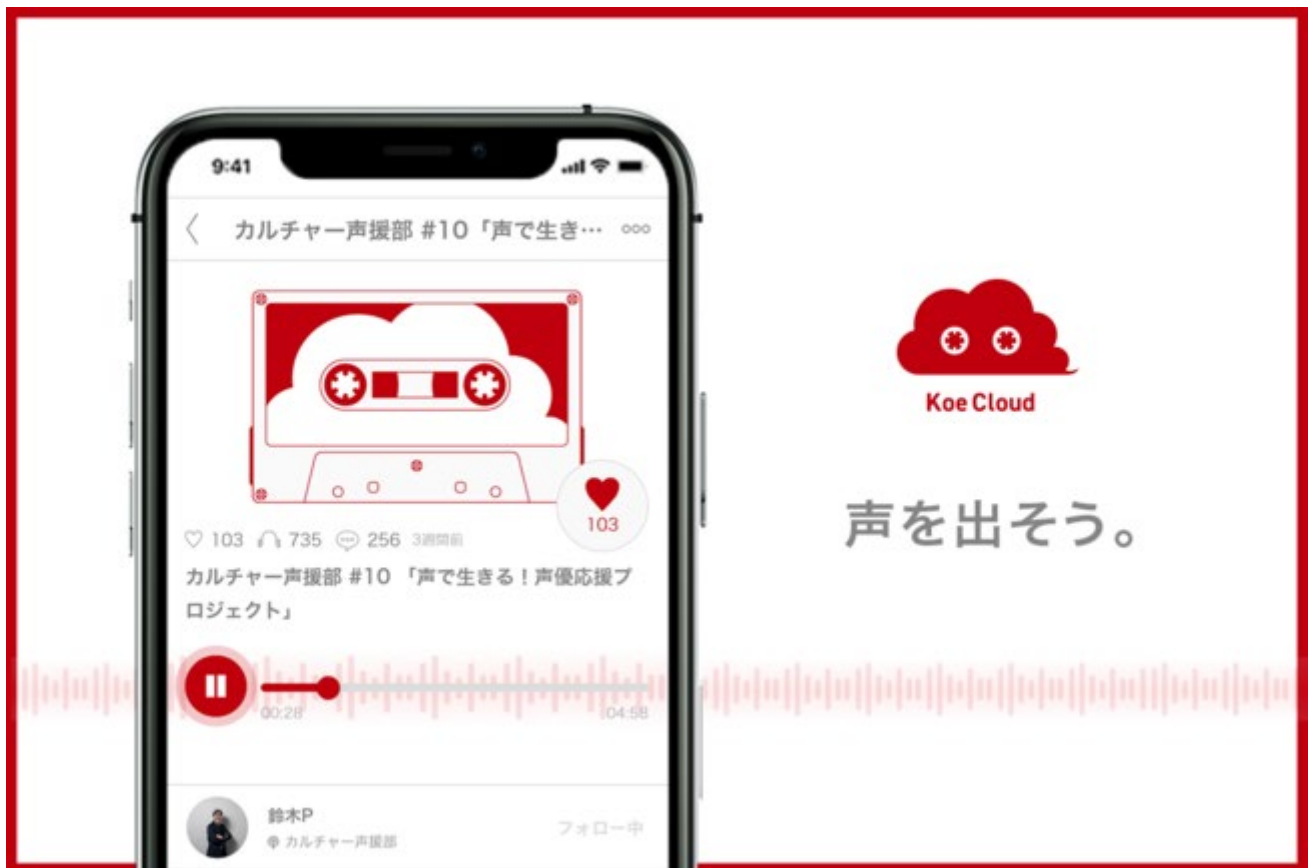 9:41
カルチャー声援部 #10「声で生き…
103
103 735 256 3週間前
カルチャー声援部 #10 「声で生きる！声優応援プ
ロジェクト」
00:28 04:58
鈴木P
カルチャー声援部
フォロー中
Koe Cloud
声を出そう。